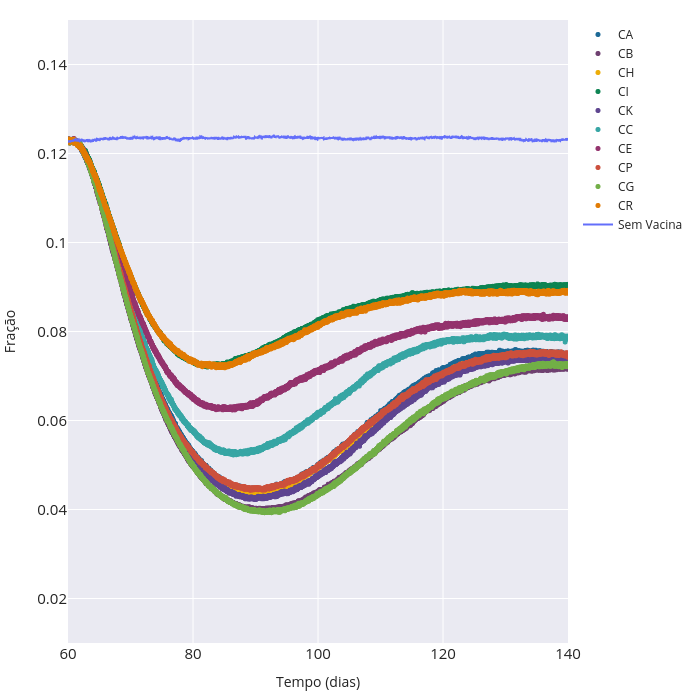 0.14
0.12
0.1
0.08
0.06
0.04
0.02
60
80
100
120
140
Tempo (dias)
Fração
CA
CB
CH
CI
CK
CC
CE
CP
CG
CR
Sem Vacina